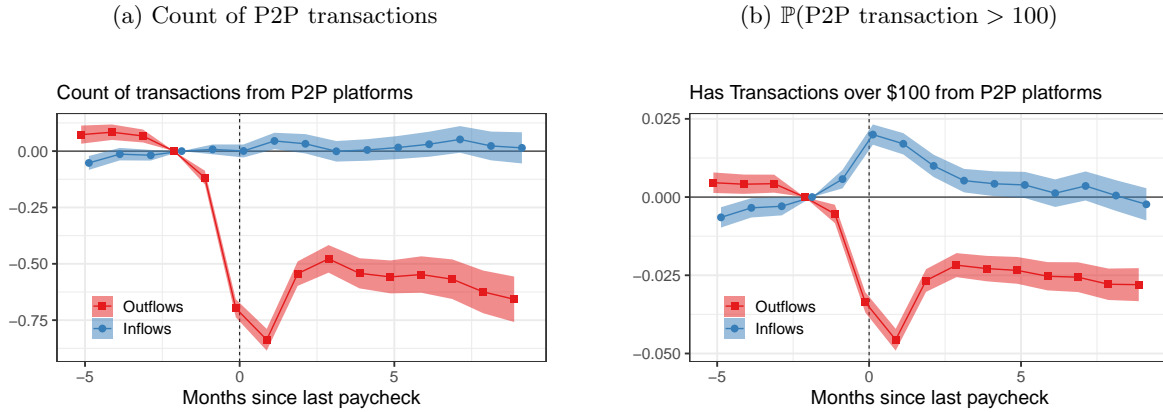 (a) Count of P2P transactions
(b) ℙ(P2P transaction > 100)
Count of transactions from P2P platforms
0.00
−0.25
−0.50
−0.75
Outflows
Inflows
−5
0
5
Months since last paycheck
Has Transactions over $100 from P2P platforms
0.025
0.000
−0.025
−0.050
Outflows
Inflows
−5
0
5
Months since last paycheck